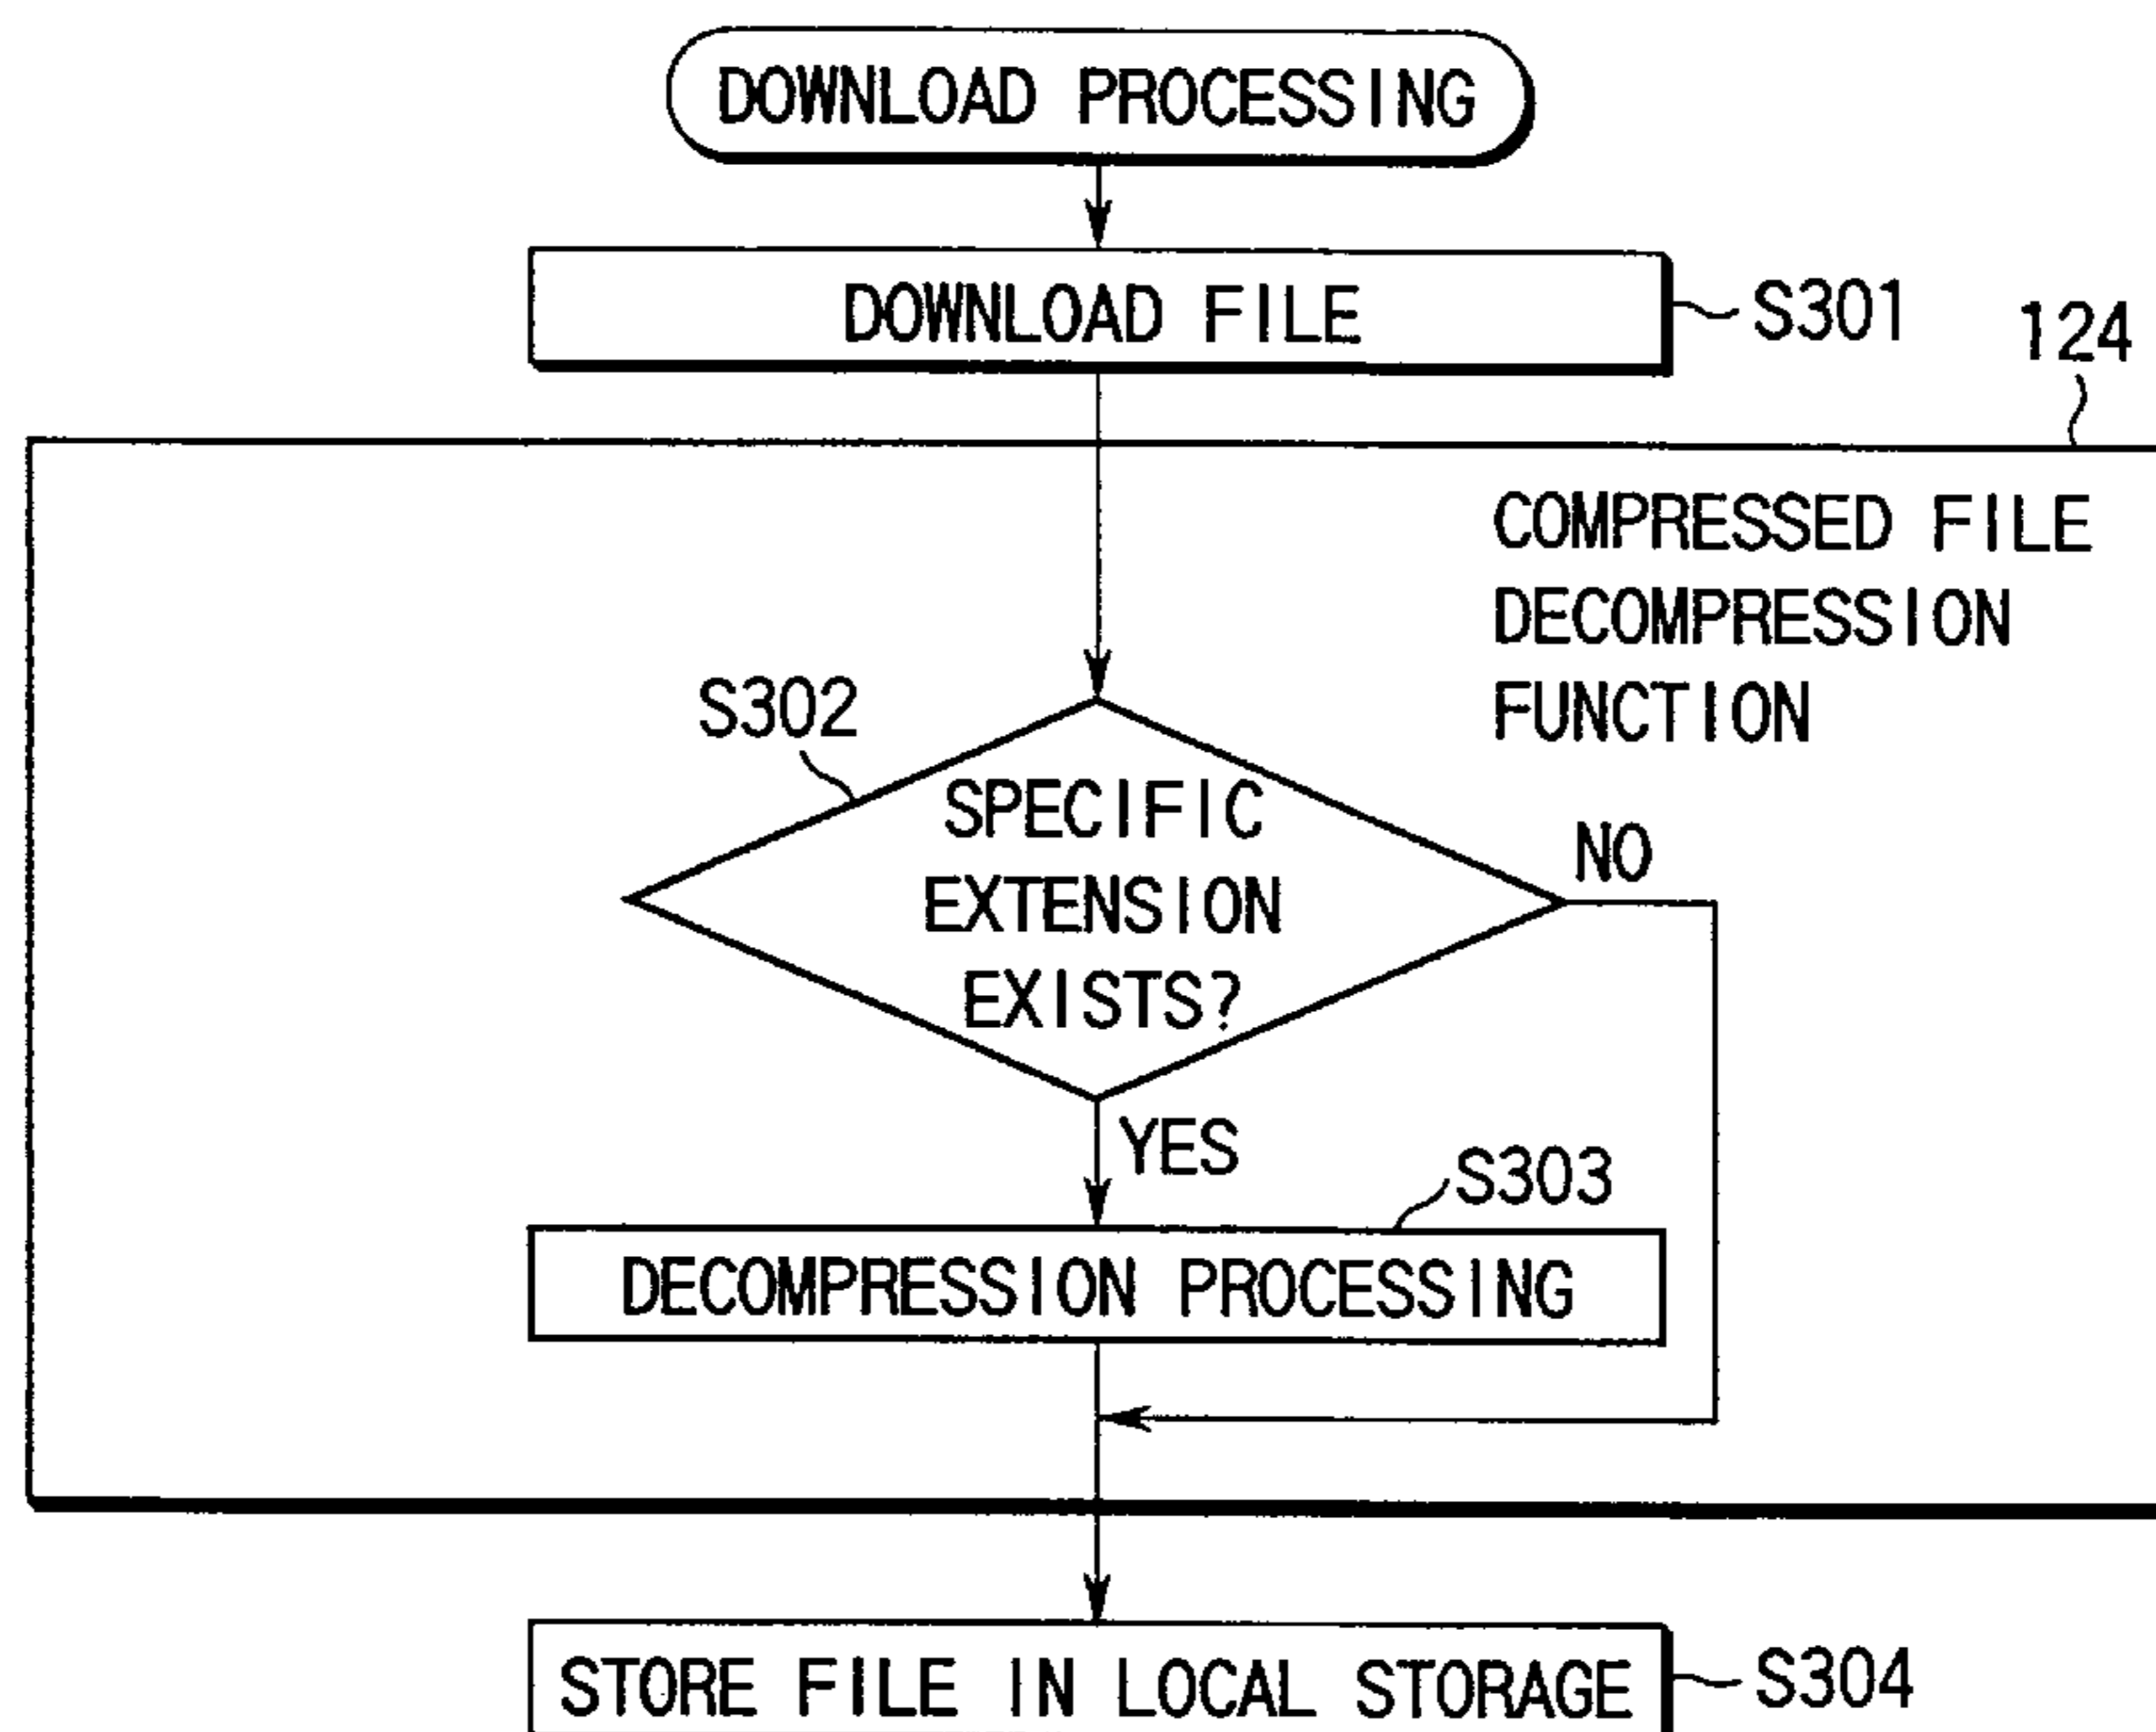 DOWNLOAD PROCESSING
DOWNLOAD FILE
S301
124
COMPRESSED FILE
DECOMPRESSION
FUNCTION
S302
SPECIFIC
EXTENSION
EXISTS?
NO
YES
S303
DECOMPRESSION PROCESSING
STORE FILE IN LOCAL STORAGE
S304